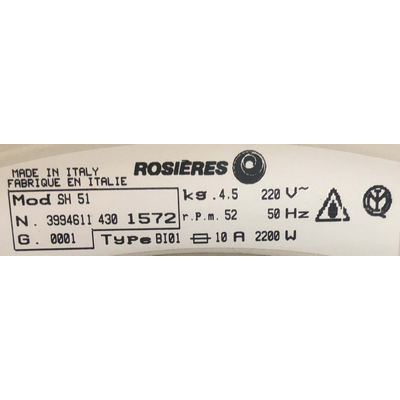 ROSIÈRES
MADE IN ITALY
FABRIQUE EN ITALIE
Mod SH 51 kg. 4.5 220 V~
N. 3994611 430 1572 r.p.m. 52 50 Hz
G. 0001 Type BI01 10 A 2200 W